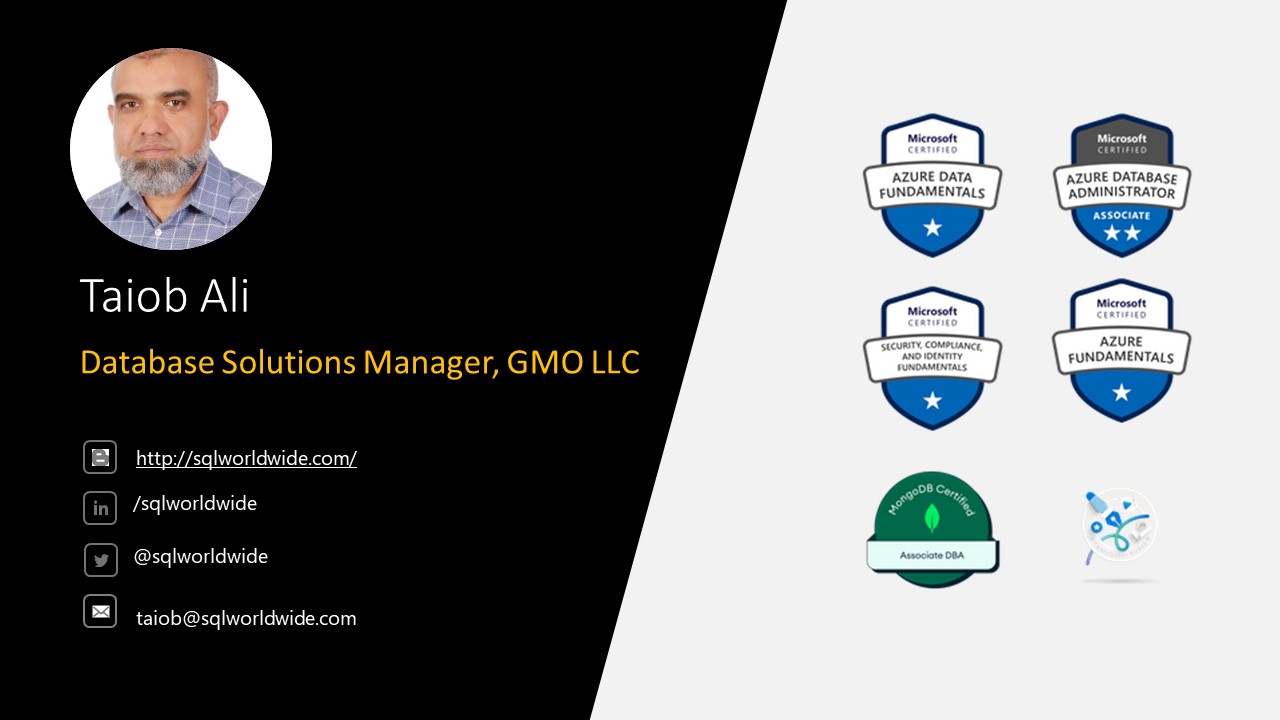 Taiob Ali
Database Solutions Manager, GMO LLC
http://sqlworldwide.com/
in
/sqlworldwide
@sqlworldwide
taiob@sqlworldwide.com
Microsoft
CERTIFIED
AZURE DATA
FUNDAMENTALS
Microsoft
CERTIFIED
AZURE DATABASE
ADMINISTRATOR
ASSOCIATE
Microsoft
CERTIFIED
SECURITY, COMPLIANCE,
AND IDENTITY
FUNDAMENTALS
Microsoft
CERTIFIED
AZURE
FUNDAMENTALS
MongoDB Certified
Associate DBA